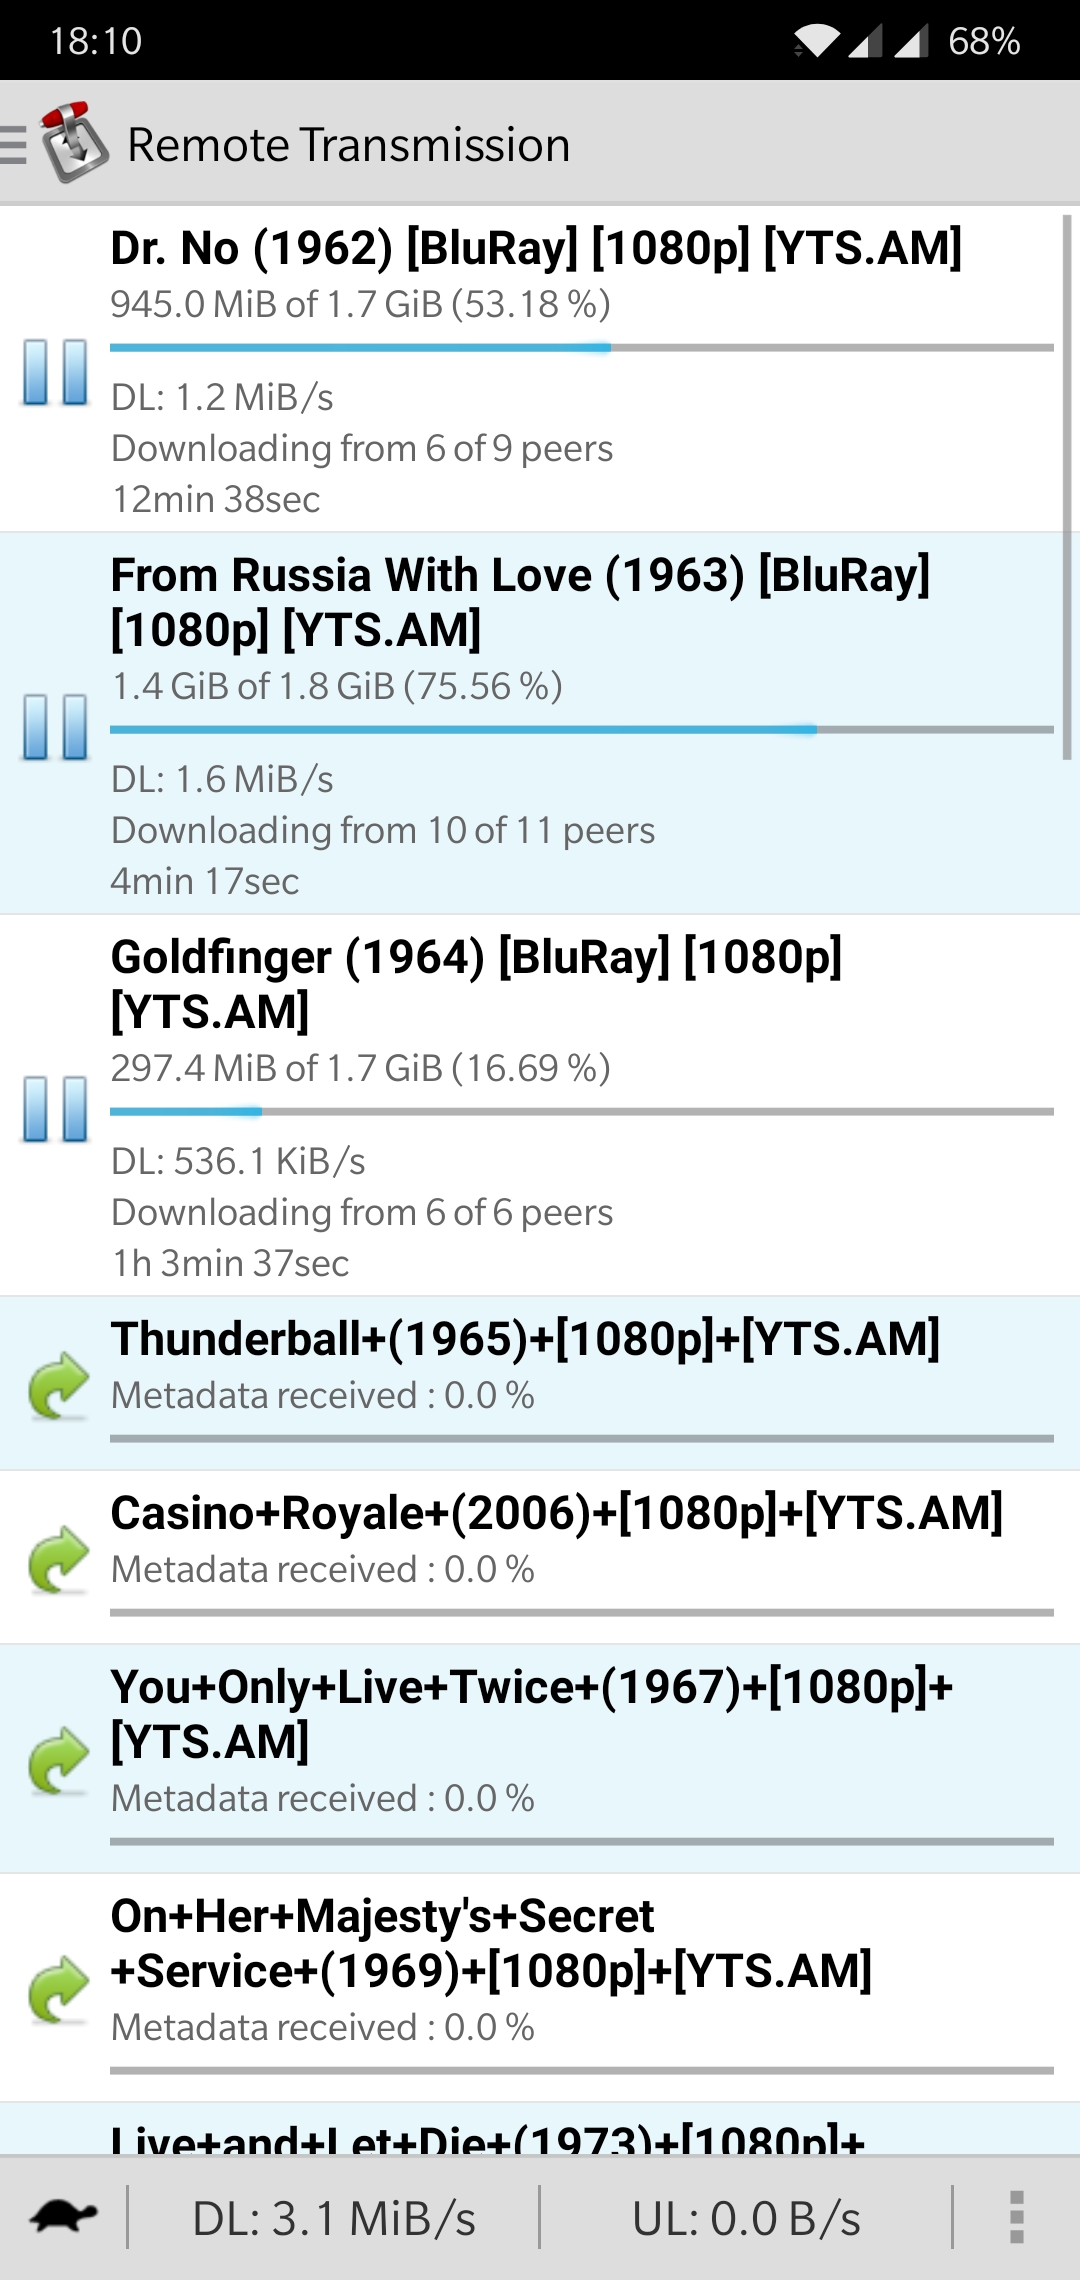 18:10
68%
Remote Transmission
Dr. No (1962) [BluRay] [1080p] [YTS.AM]
945.0 MiB of 1.7 GiB (53.18 %)
DL: 1.2 MiB/s
Downloading from 6 of 9 peers
12min 38sec
From Russia With Love (1963) [BluRay]
[1080p] [YTS.AM]
1.4 GiB of 1.8 GiB (75.56 %)
DL: 1.6 MiB/s
Downloading from 10 of 11 peers
4min 17sec
Goldfinger (1964) [BluRay] [1080p]
[YTS.AM]
297.4 MiB of 1.7 GiB (16.69 %)
DL: 536.1 KiB/s
Downloading from 6 of 6 peers
1h 3min 37sec
Thunderball+(1965)+[1080p]+[YTS.AM]
Metadata received : 0.0 %
Casino+Royale+(2006)+[1080p]+[YTS.AM]
Metadata received : 0.0 %
You+Only+Live+Twice+(1967)+[1080p]+
[YTS.AM]
Metadata received : 0.0 %
On+Her+Majesty's+Secret
+Service+(1969)+[1080p]+[YTS.AM]
Metadata received : 0.0 %
Live+and+Let+Die+(1973)+[1080p]+
DL: 3.1 MiB/s
UL: 0.0 B/s